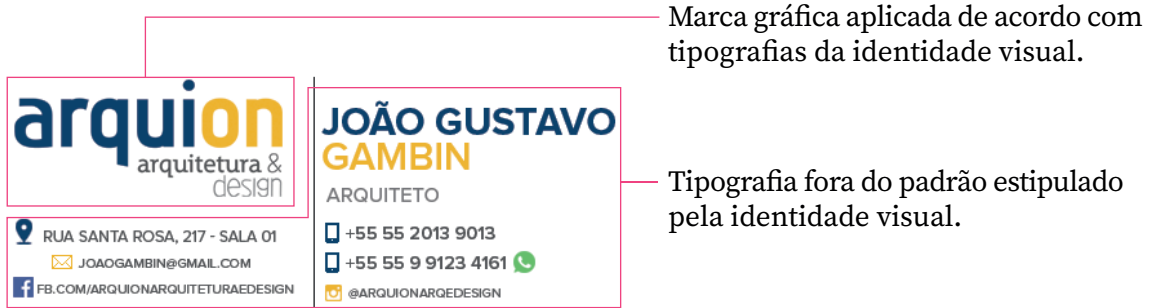 Marca gráfica aplicada de acordo com
tipografias da identidade visual.
arquion
arquitetura &
design
JOÃO GUSTAVO
GAMBIN
ARQUITETO
Tipografia fora do padrão estipulado
pela identidade visual.
RUA SANTA ROSA, 217 - SALA 01
JOAOGAMBIN@GMAIL.COM
FB.COM/ARQUIONARQUITETURAEDESIGN
+55 55 2013 9013
+55 55 9 9123 4161
@ARQUIONARQEDESIGN